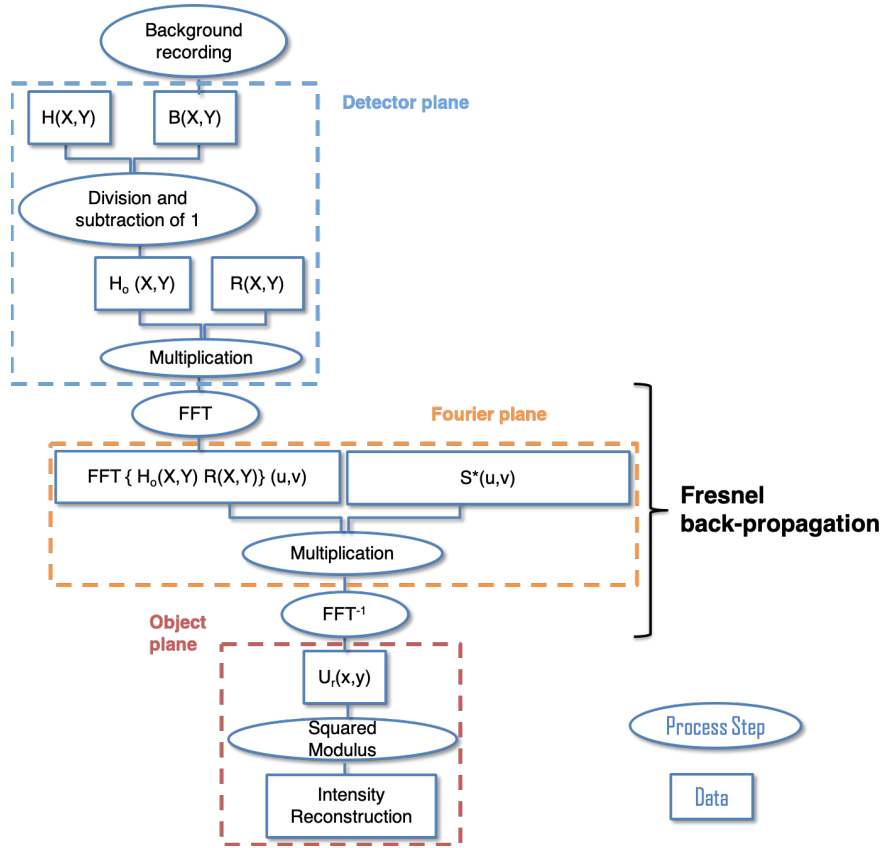 Background
recording
Detector plane
H(X,Y)
B(X,Y)
Division and
subtraction of 1
Hₒ (X,Y)
R(X,Y)
Multiplication
FFT
Fourier plane
FFT { Hₒ(X,Y) R(X,Y)} (u,v)
S*(u,v)
Fresnel
back-propagation
Multiplication
FFT⁻¹
Object
plane
Uᵣ(x,y)
Squared
Modulus
Process Step
Intensity
Reconstruction
Data